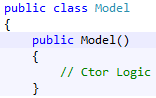 public class Model
{
    public Model()
    {
        // Ctor Logic
    }